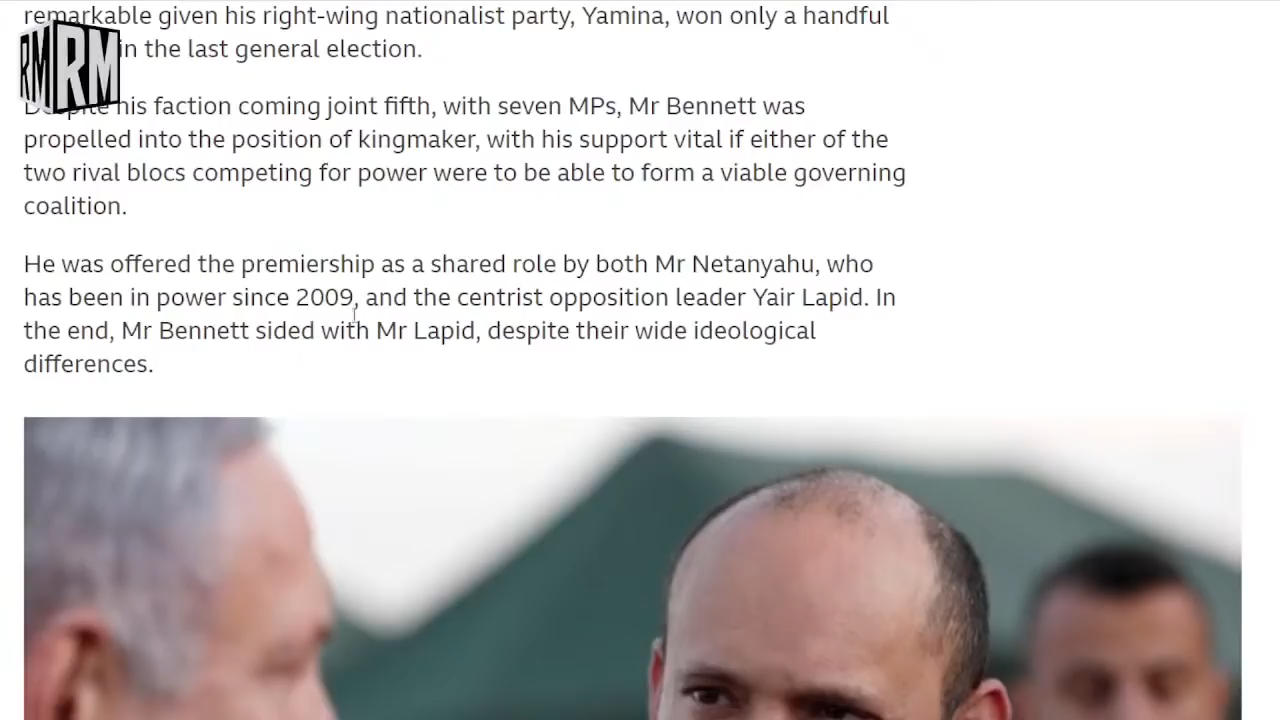 remarkable given his right-wing nationalist party, Yamina, won only a handful
in the last general election.
RM RM
his faction coming joint fifth, with seven MPs, Mr Bennett was
propelled into the position of kingmaker, with his support vital if either of the
two rival blocs competing for power were to be able to form a viable governing
coalition.
He was offered the premiership as a shared role by both Mr Netanyahu, who
has been in power since 2009, and the centrist opposition leader Yair Lapid. In
the end, Mr Bennett sided with Mr Lapid, despite their wide ideological
differences.